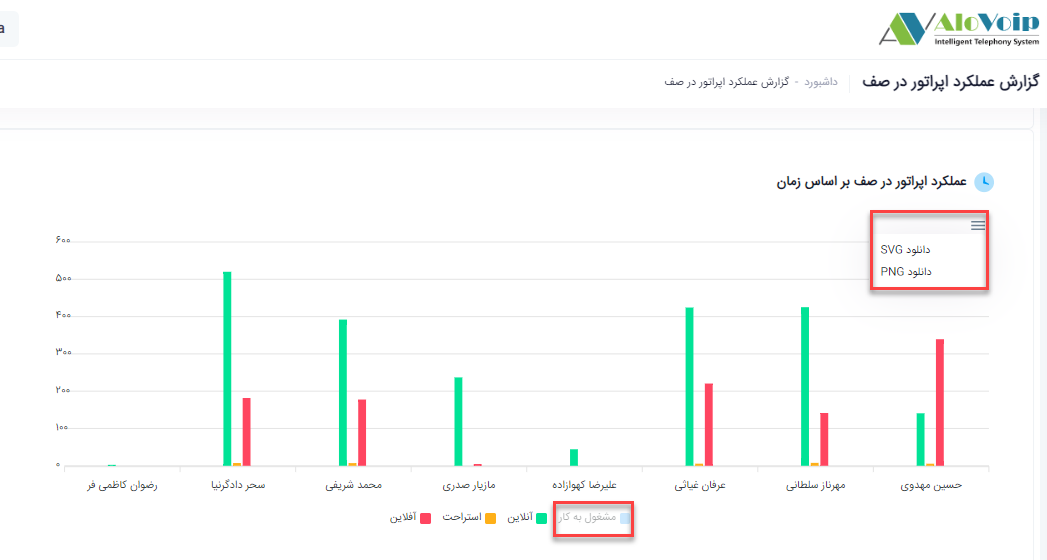 AloVoip
Intelligent Telephony System
a
گزارش عملکرد اپراتور در صف
داشبورد - گزارش عملکرد اپراتور در صف
عملکرد اپراتور در صف بر اساس زمان
دانلود SVG
دانلود PNG
۶۰۰
۵۰۰
۴۰۰
۳۰۰
۲۰۰
۱۰۰
۰
حسین مهدوی
مهرناز سلطانی
عرفان غیاثی
علیرضا کهوازاده
مازیار صدری
محمد شریفی
سحر دادگرنیا
رضوان کاظمی فر
مشغول به کار
آنلاین
استراحت
آفلاین